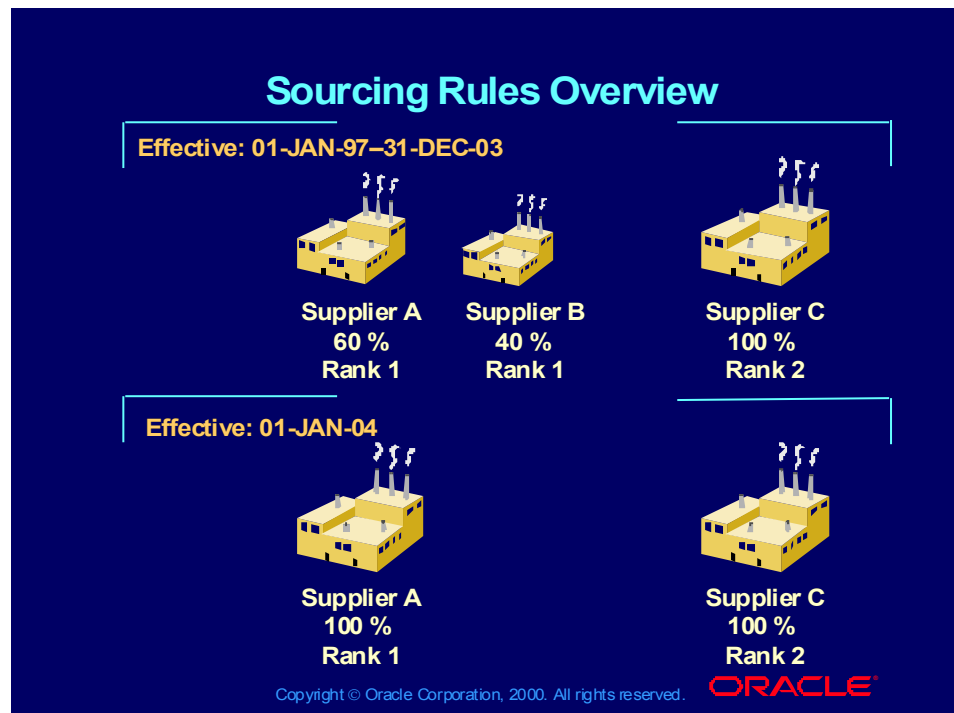 Sourcing Rules Overview
Effective: 01-JAN-97–31-DEC-03
Supplier A
60 %
Rank 1
Supplier B
40 %
Rank 1
Supplier C
100 %
Rank 2
Effective: 01-JAN-04
Supplier A
100 %
Rank 1
Supplier C
100 %
Rank 2
Copyright © Oracle Corporation, 2000. All rights reserved.
ORACLE®